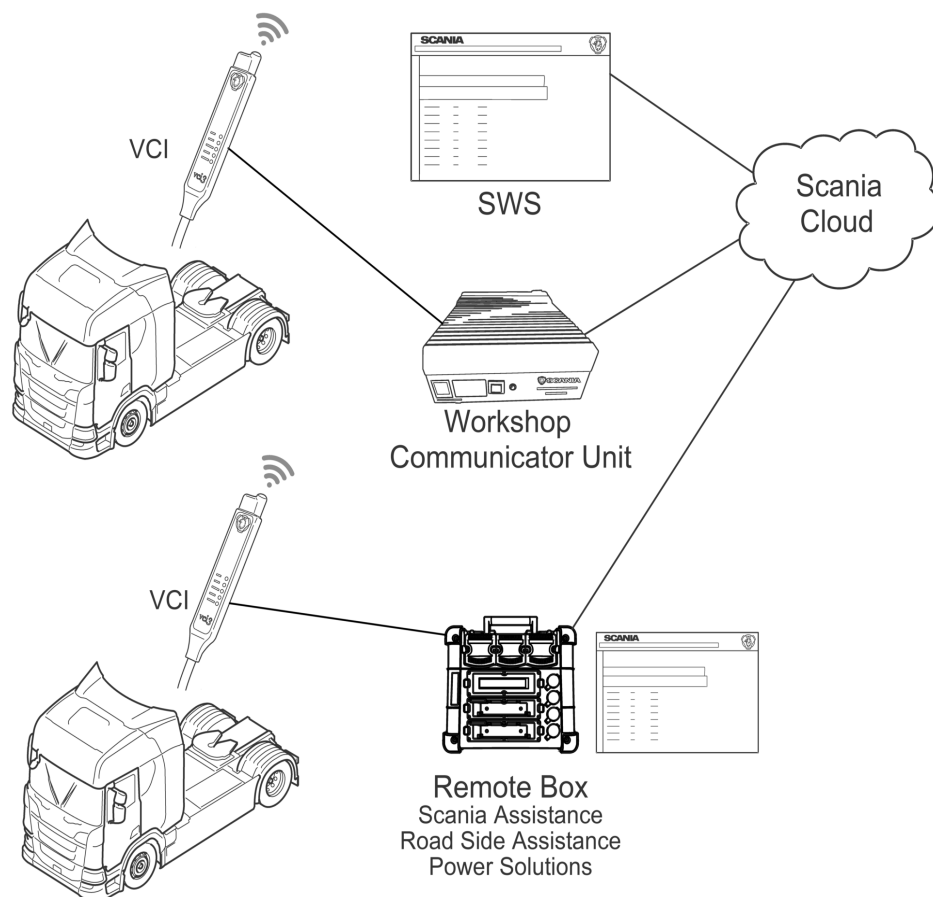 SCANIA
VCI
SWS
Scania
Cloud
SCANIA
Workshop
Communicator Unit
VCI
SCANIA
Remote Box
Scania Assistance
Road Side Assistance
Power Solutions